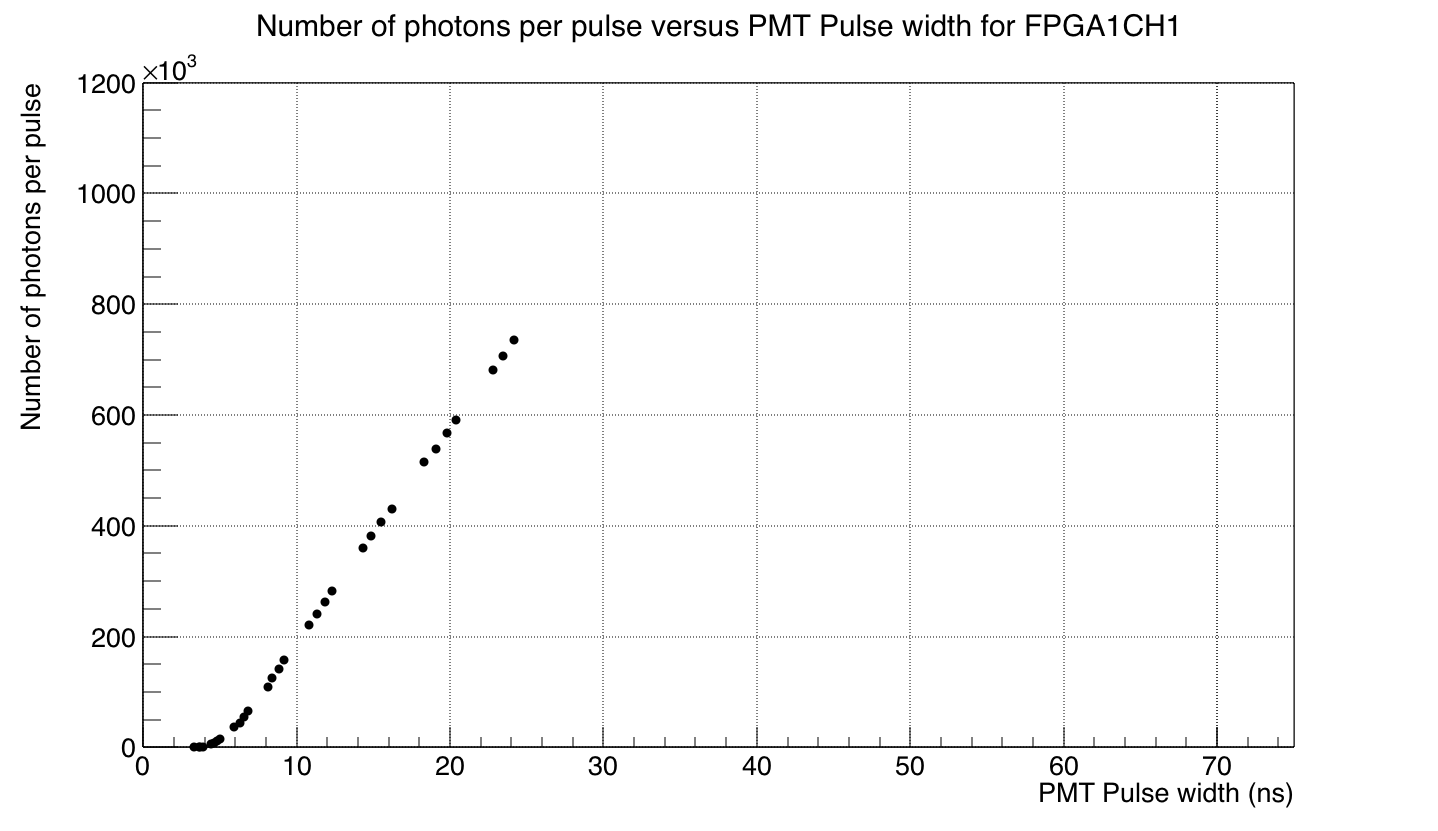 Number of photons per pulse versus PMT Pulse width for FPGA1CH1
×10³
Number of photons per pulse
1200
1000
800
600
400
200
0
0 10 20 30 40 50 60 70
PMT Pulse width (ns)